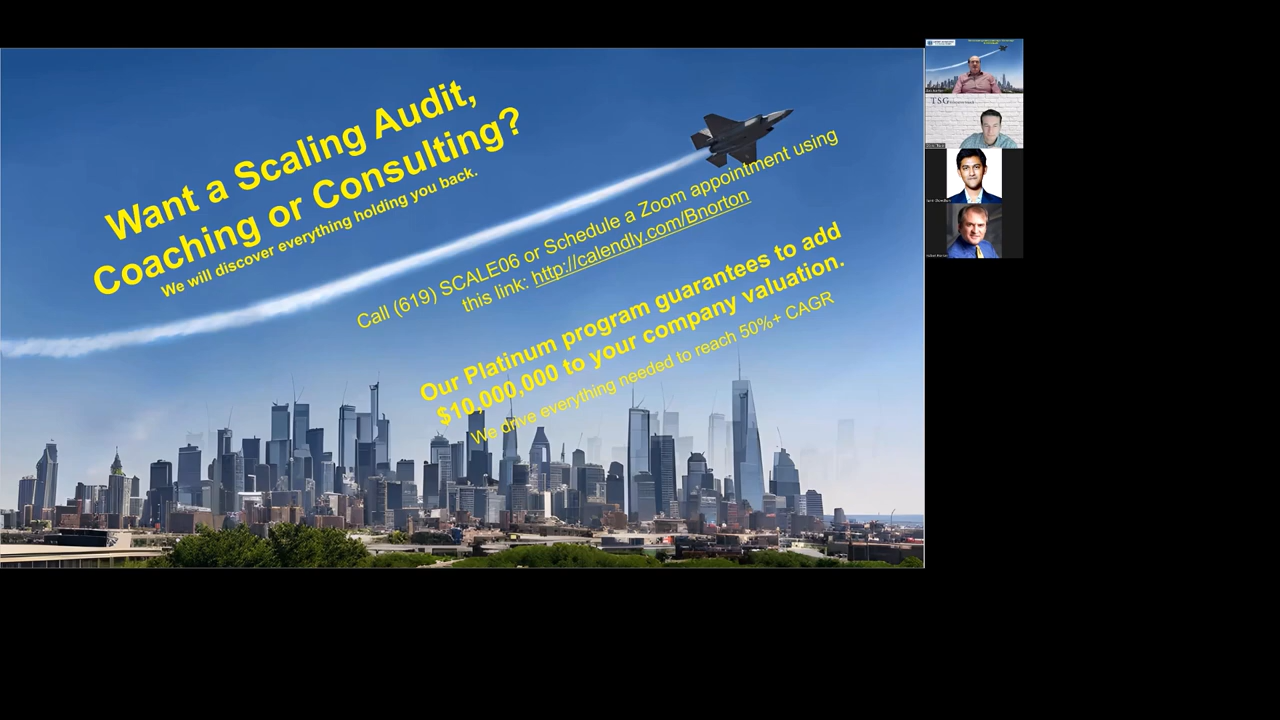 Want a Scaling Audit,
Coaching or Consulting?
We will discover everything holding you back.
Call (619) SCALE06 or Schedule a Zoom appointment using
this link: http://calendly.com/Bnorton
Our Platinum program guarantees to add
$10,000,000 to your company valuation.
We drive everything needed to reach 50%+ CAGR
TSG